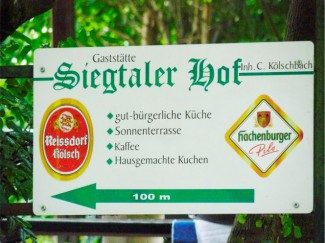 Gaststätte
Siegtaler Hof
Inh. C. Kölschbach
Reissdorf
Kölsch
◆ gut-bürgerliche Küche
◆ Sonnenterrasse
◆ Kaffee
◆ Hausgemachte Kuchen
Hachenburger
Pils
100 m